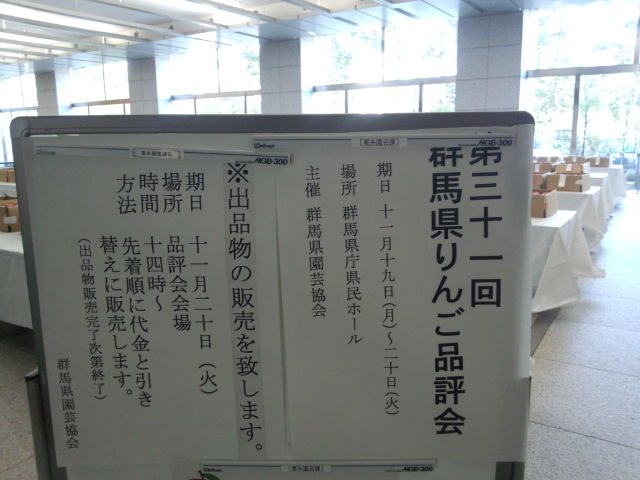 第三十一回
群馬県りんご品評会
期日 十一月十九日(月)～二十日(火)
場所 群馬県庁県民ホール
主催 群馬県園芸協会
※出品物の販売を致します。
期日 十一月二十日(火)
場所 品評会会場
時間 十四時～
方法 先着順に代金と引き
替えに販売します。
(出品物販売完了次第終了)
群馬県園芸協会
MGB-300
MGB-300
MGB-300